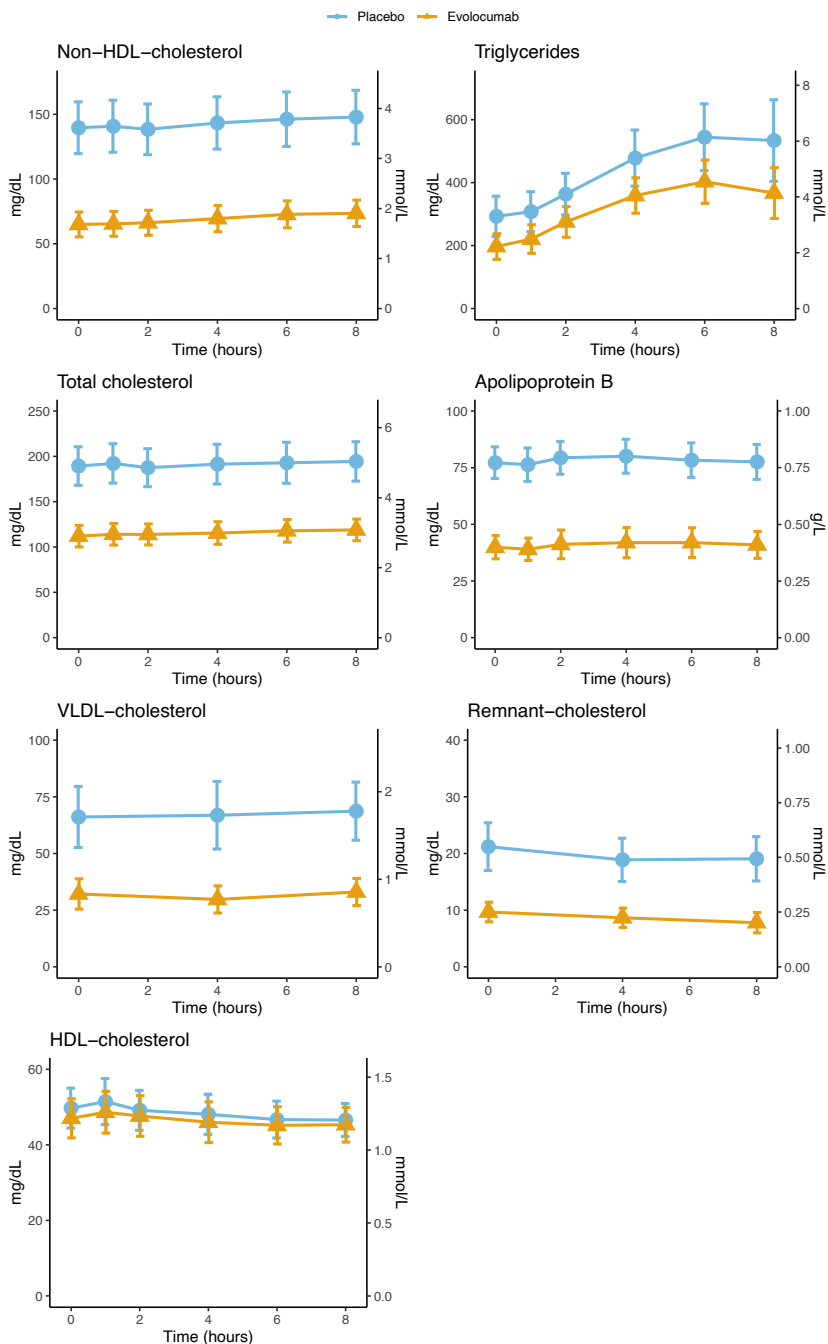 Placebo Evolocumab
Non−HDL−cholesterol
mg/dL
150
100
50
0
4
3
2
1
0
mmol/L
0 2 4 6 8
Time (hours)
Triglycerides
mg/dL
600
400
200
0
8
6
4
2
0
mmol/L
0 2 4 6 8
Time (hours)
Total cholesterol
mg/dL
250
200
150
100
50
0
6
4
2
0
mmol/L
0 2 4 6 8
Time (hours)
Apolipoprotein B
mg/dL
100
75
50
25
0
1.00
0.75
0.50
0.25
0.00
g/L
0 2 4 6 8
Time (hours)
VLDL−cholesterol
mg/dL
100
75
50
25
0
2
1
0
mmol/L
0 2 4 6 8
Time (hours)
Remnant−cholesterol
mg/dL
40
30
20
10
0
1.00
0.75
0.50
0.25
0.00
mmol/L
0 2 4 6 8
Time (hours)
HDL−cholesterol
mg/dL
60
40
20
0
1.5
1.0
0.5
0.0
mmol/L
0 2 4 6 8
Time (hours)